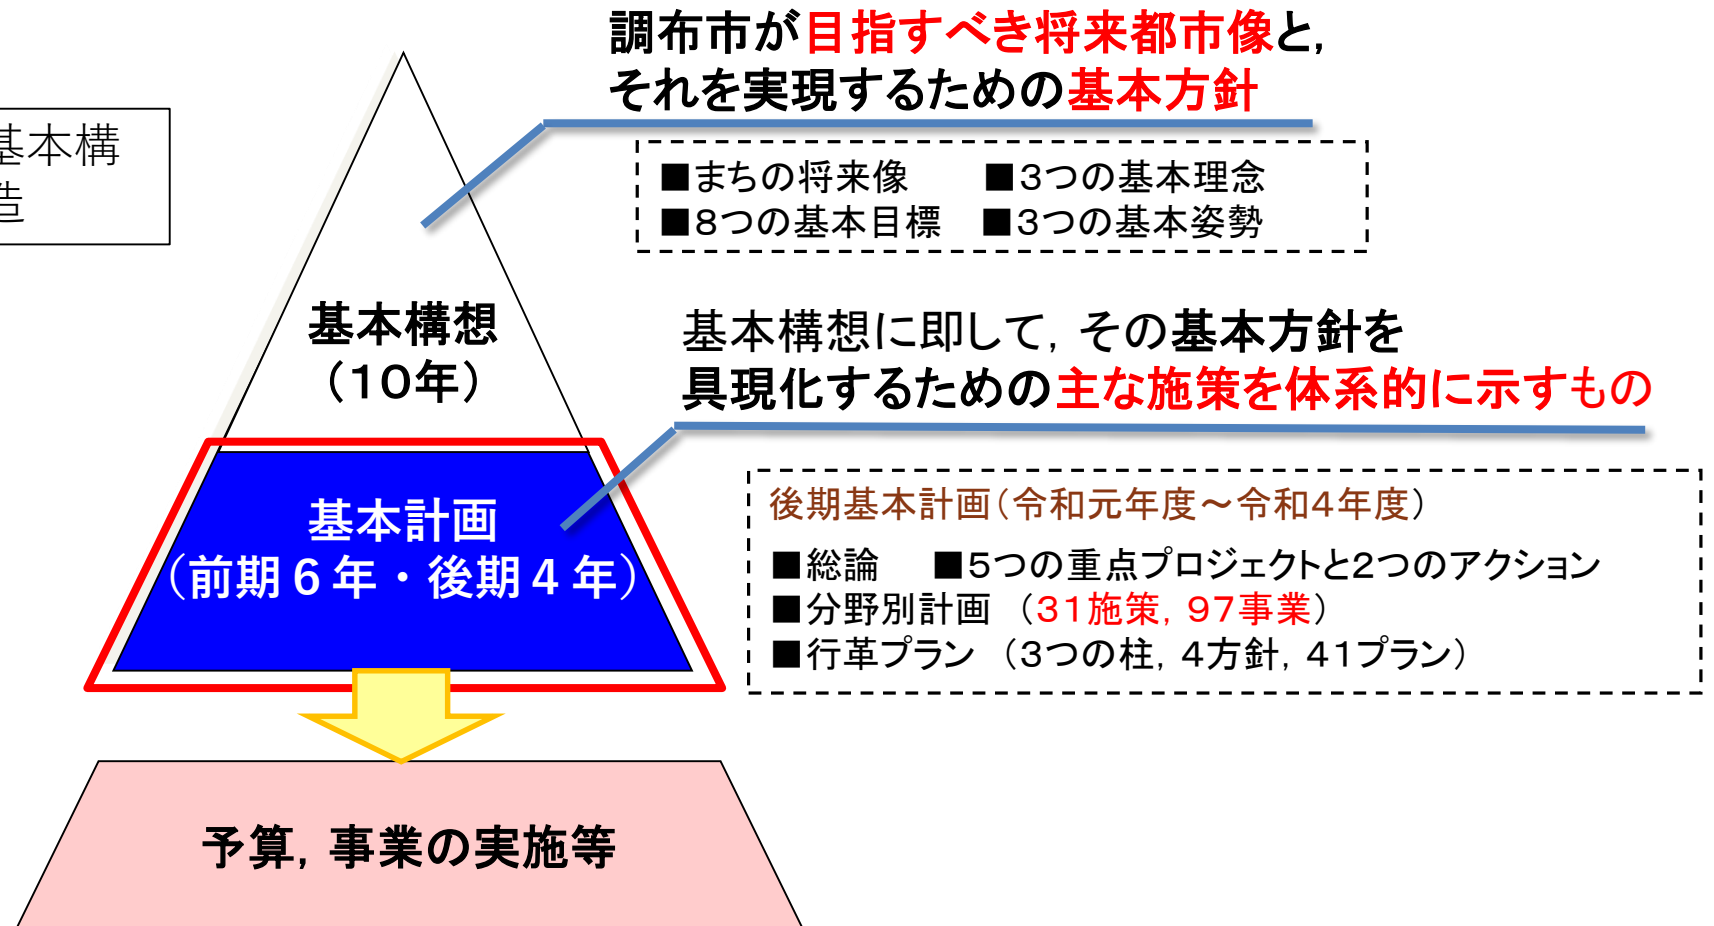 調布市が目指すべき将来都市像と,
それを実現するための基本方針
基本構
造
■まちの将来像　　■3つの基本理念
■8つの基本目標　■3つの基本姿勢
基本構想
（10年）
基本構想に即して, その基本方針を
具現化するための主な施策を体系的に示すもの
後期基本計画（令和元年度～令和4年度）
■総論　■5つの重点プロジェクトと2つのアクション
■分野別計画 （31施策, 97事業）
■行革プラン （3つの柱, 4方針, 41プラン）
基本計画
（前期６年・後期４年）
予算, 事業の実施等